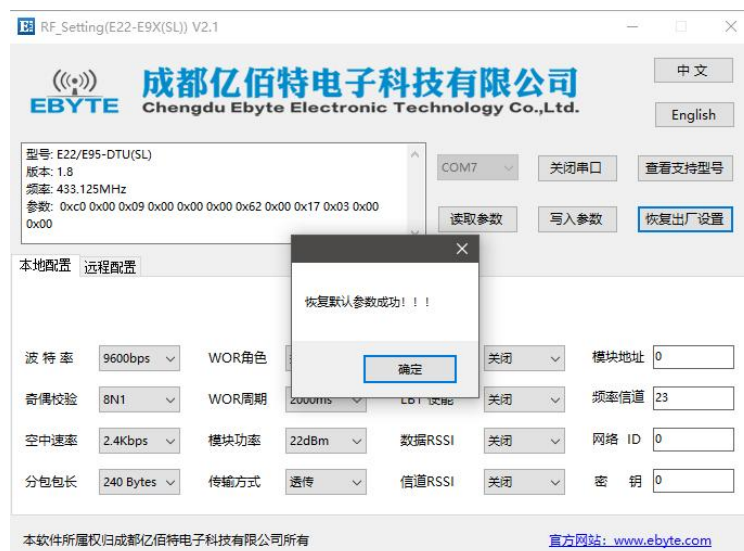 RF_Setting(E22-E9X(SL)) V2.1
EBYTE
成都亿佰特电子科技有限公司
Chengdu Ebyte Electronic Technology Co.,Ltd.
中 文
English
型号: E22/E95-DTU(SL)
版本: 1.8
频率: 433.125MHz
参数: 0xc0 0x00 0x09 0x00 0x00 0x00 0x00 0x62 0x00 0x17 0x03 0x00
0x00
COM7 关闭串口 查看支持型号
读取参数 写入参数 恢复出厂设置
本地配置 远程配置
恢复默认参数成功！！！
确定
波 特 率 9600bps WOR角色 关闭 模块地址 0
奇偶校验 8N1 WOR周期 2000ms LBT 使能 关闭 频率信道 23
空中速率 2.4Kbps 模块功率 22dBm 数据RSSI 关闭 网络 ID 0
分包包长 240 Bytes 传输方式 透传 信道RSSI 关闭 密 钥 0
本软件所属权归成都亿佰特电子科技有限公司所有 官方网站：www.ebyte.com